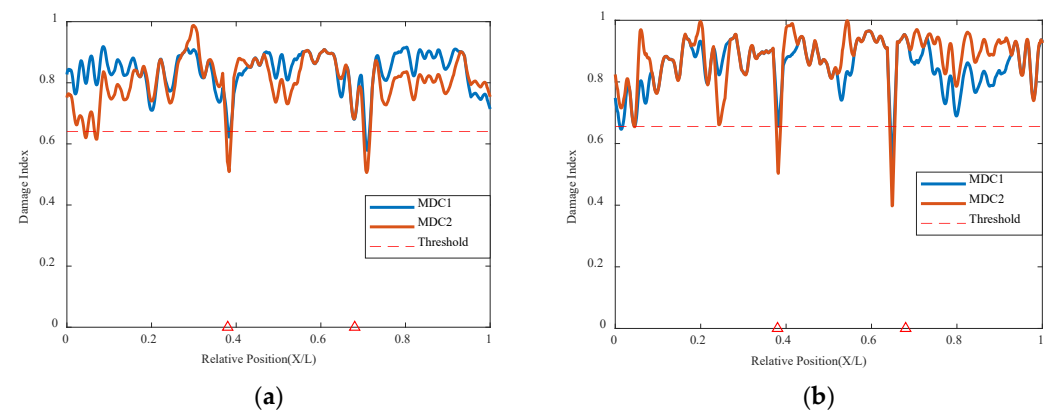 1
0.8
0.6
0.4
0.2
0
Damage Index
MDC1
MDC2
Threshold
0 0.2 0.4 0.6 0.8 1
Relative Position(X/L)
(a)
1
0.8
0.6
0.4
0.2
0
Damage Index
MDC1
MDC2
Threshold
0 0.2 0.4 0.6 0.8 1
Relative Position(X/L)
(b)